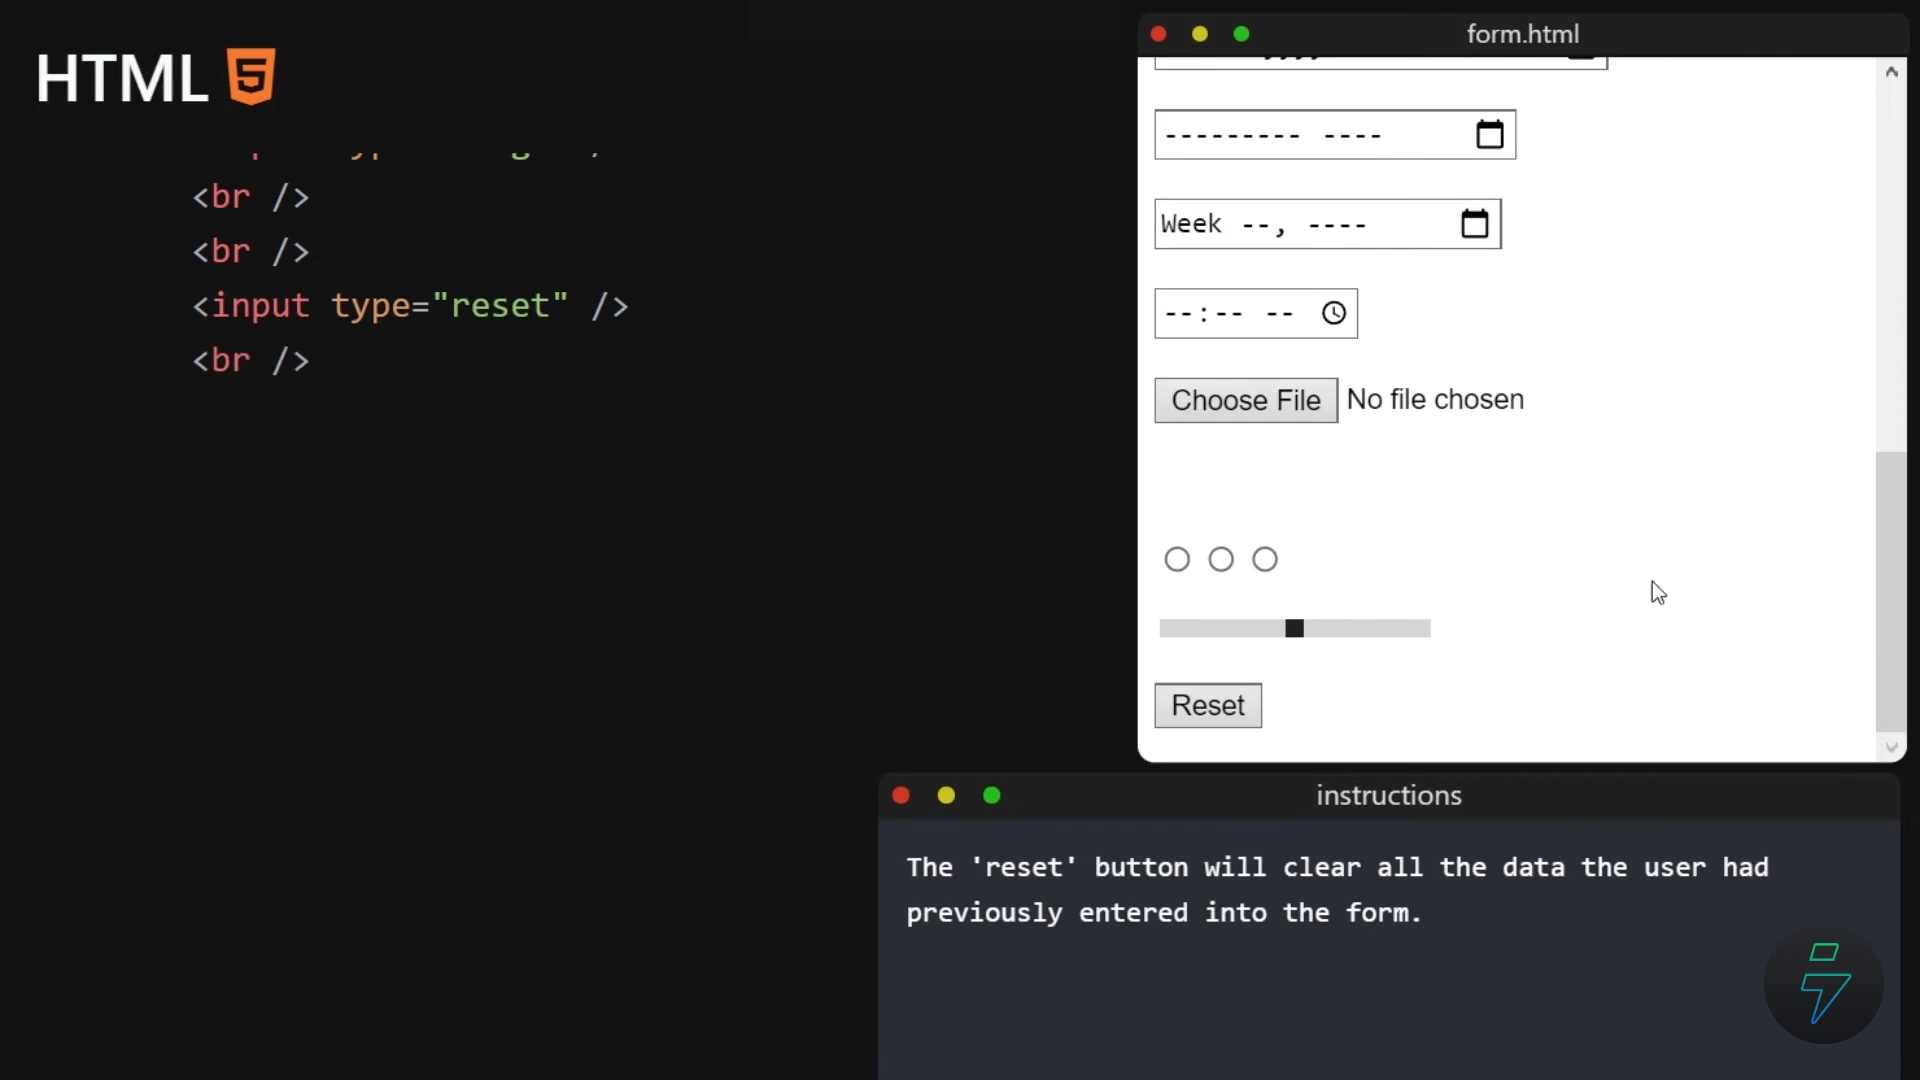 HTML 5
<br />
<br />
<input type="reset" />
<br />
form.html
--------- ----
Week --, ----
--:-- --
Choose File No file chosen
Reset
instructions
The 'reset' button will clear all the data the user had
previously entered into the form.